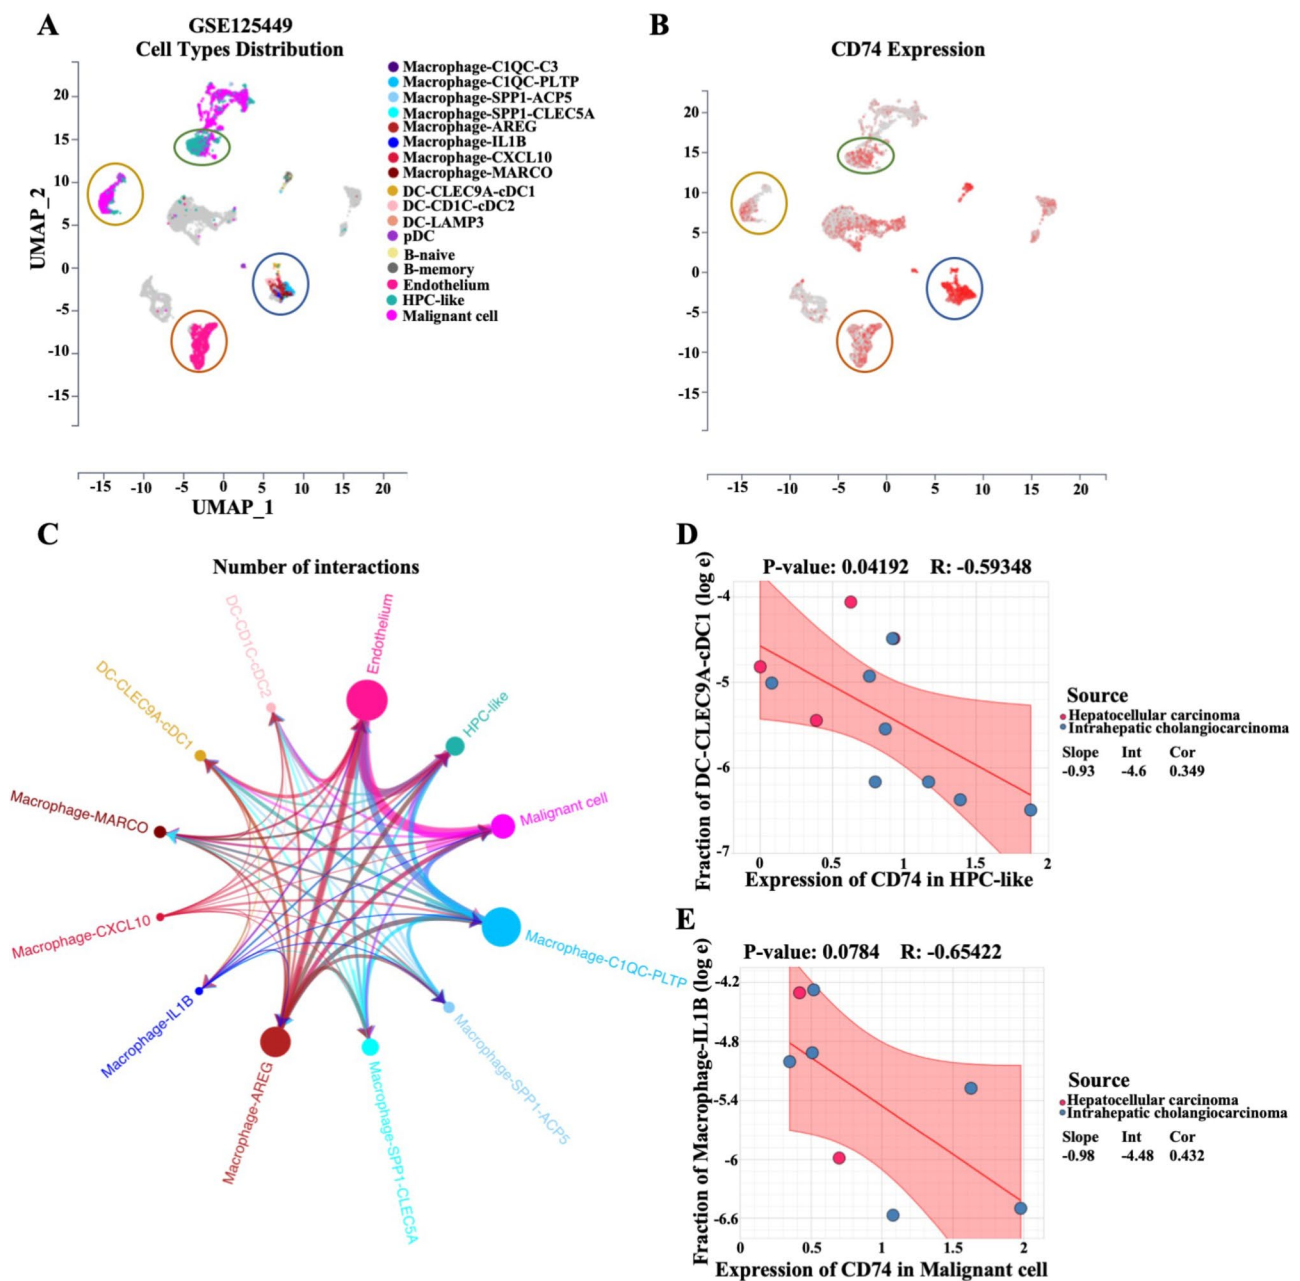 A
GSE125449
Cell Types Distribution
20
15
10
5
0
-5
-10
-15
UMAP_2
-15 -10 -5 0 5 10 15 20
UMAP_1
Macrophage-C1QC-C3
Macrophage-C1QC-PLTP
Macrophage-SPP1-ACP5
Macrophage-SPP1-CLEC5A
Macrophage-AREG
Macrophage-IL1B
Macrophage-CXCL10
Macrophage-MARCO
DC-CLEC9A-cDC1
DC-CD1C-cDC2
DC-LAMP3
pDC
B-naive
B-memory
Endothelium
HPC-like
Malignant cell
B
CD74 Expression
20
15
10
5
0
-5
-10
-15
-15 -10 -5 0 5 10 15 20
C
Number of interactions
DC-CD1C-cDC2
Endothelium
HPC-like
DC-CLEC9A-cDC1
Malignant cell
Macrophage-MARCO
Macrophage-CXCL10
Macrophage-C1QC-PLTP
Macrophage-IL1B
Macrophage-SPP1-ACP5
Macrophage-AREG
Macrophage-SPP1-CLEC5A
D
P-value: 0.04192 R: -0.59348
Fraction of DC-CLEC9A-cDC1 (log e)
-4
-5
-6
-7
0 0.5 1 1.5 2
Expression of CD74 in HPC-like
Source
Hepatocellular carcinoma
Intrahepatic cholangiocarcinoma
Slope Int Cor
-0.93 -4.6 0.349
E
P-value: 0.0784 R: -0.65422
Fraction of Macrophage-IL1B (log e)
-4.2
-4.8
-5.4
-6
-6.6
0 0.5 1 1.5 2
Expression of CD74 in Malignant cell
Source
Hepatocellular carcinoma
Intrahepatic cholangiocarcinoma
Slope Int Cor
-0.98 -4.48 0.432